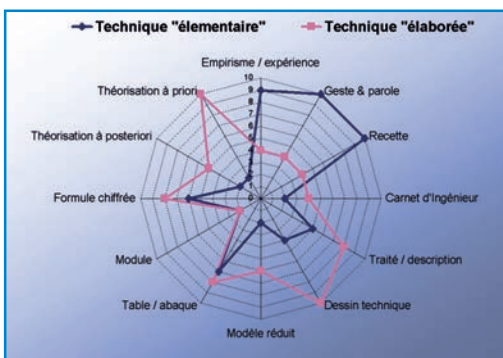 Technique "élementaire" Technique "élaborée"
Empirisme / expérience
Théorisation à priori
Geste & parole
Théorisation à posteriori
Recette
Formule chiffrée
Carnet d'Ingénieur
Module
Traité / description
Table / abaque
Dessin technique
Modèle réduit
10
9
8
7
6
5
4
3
2
1
0